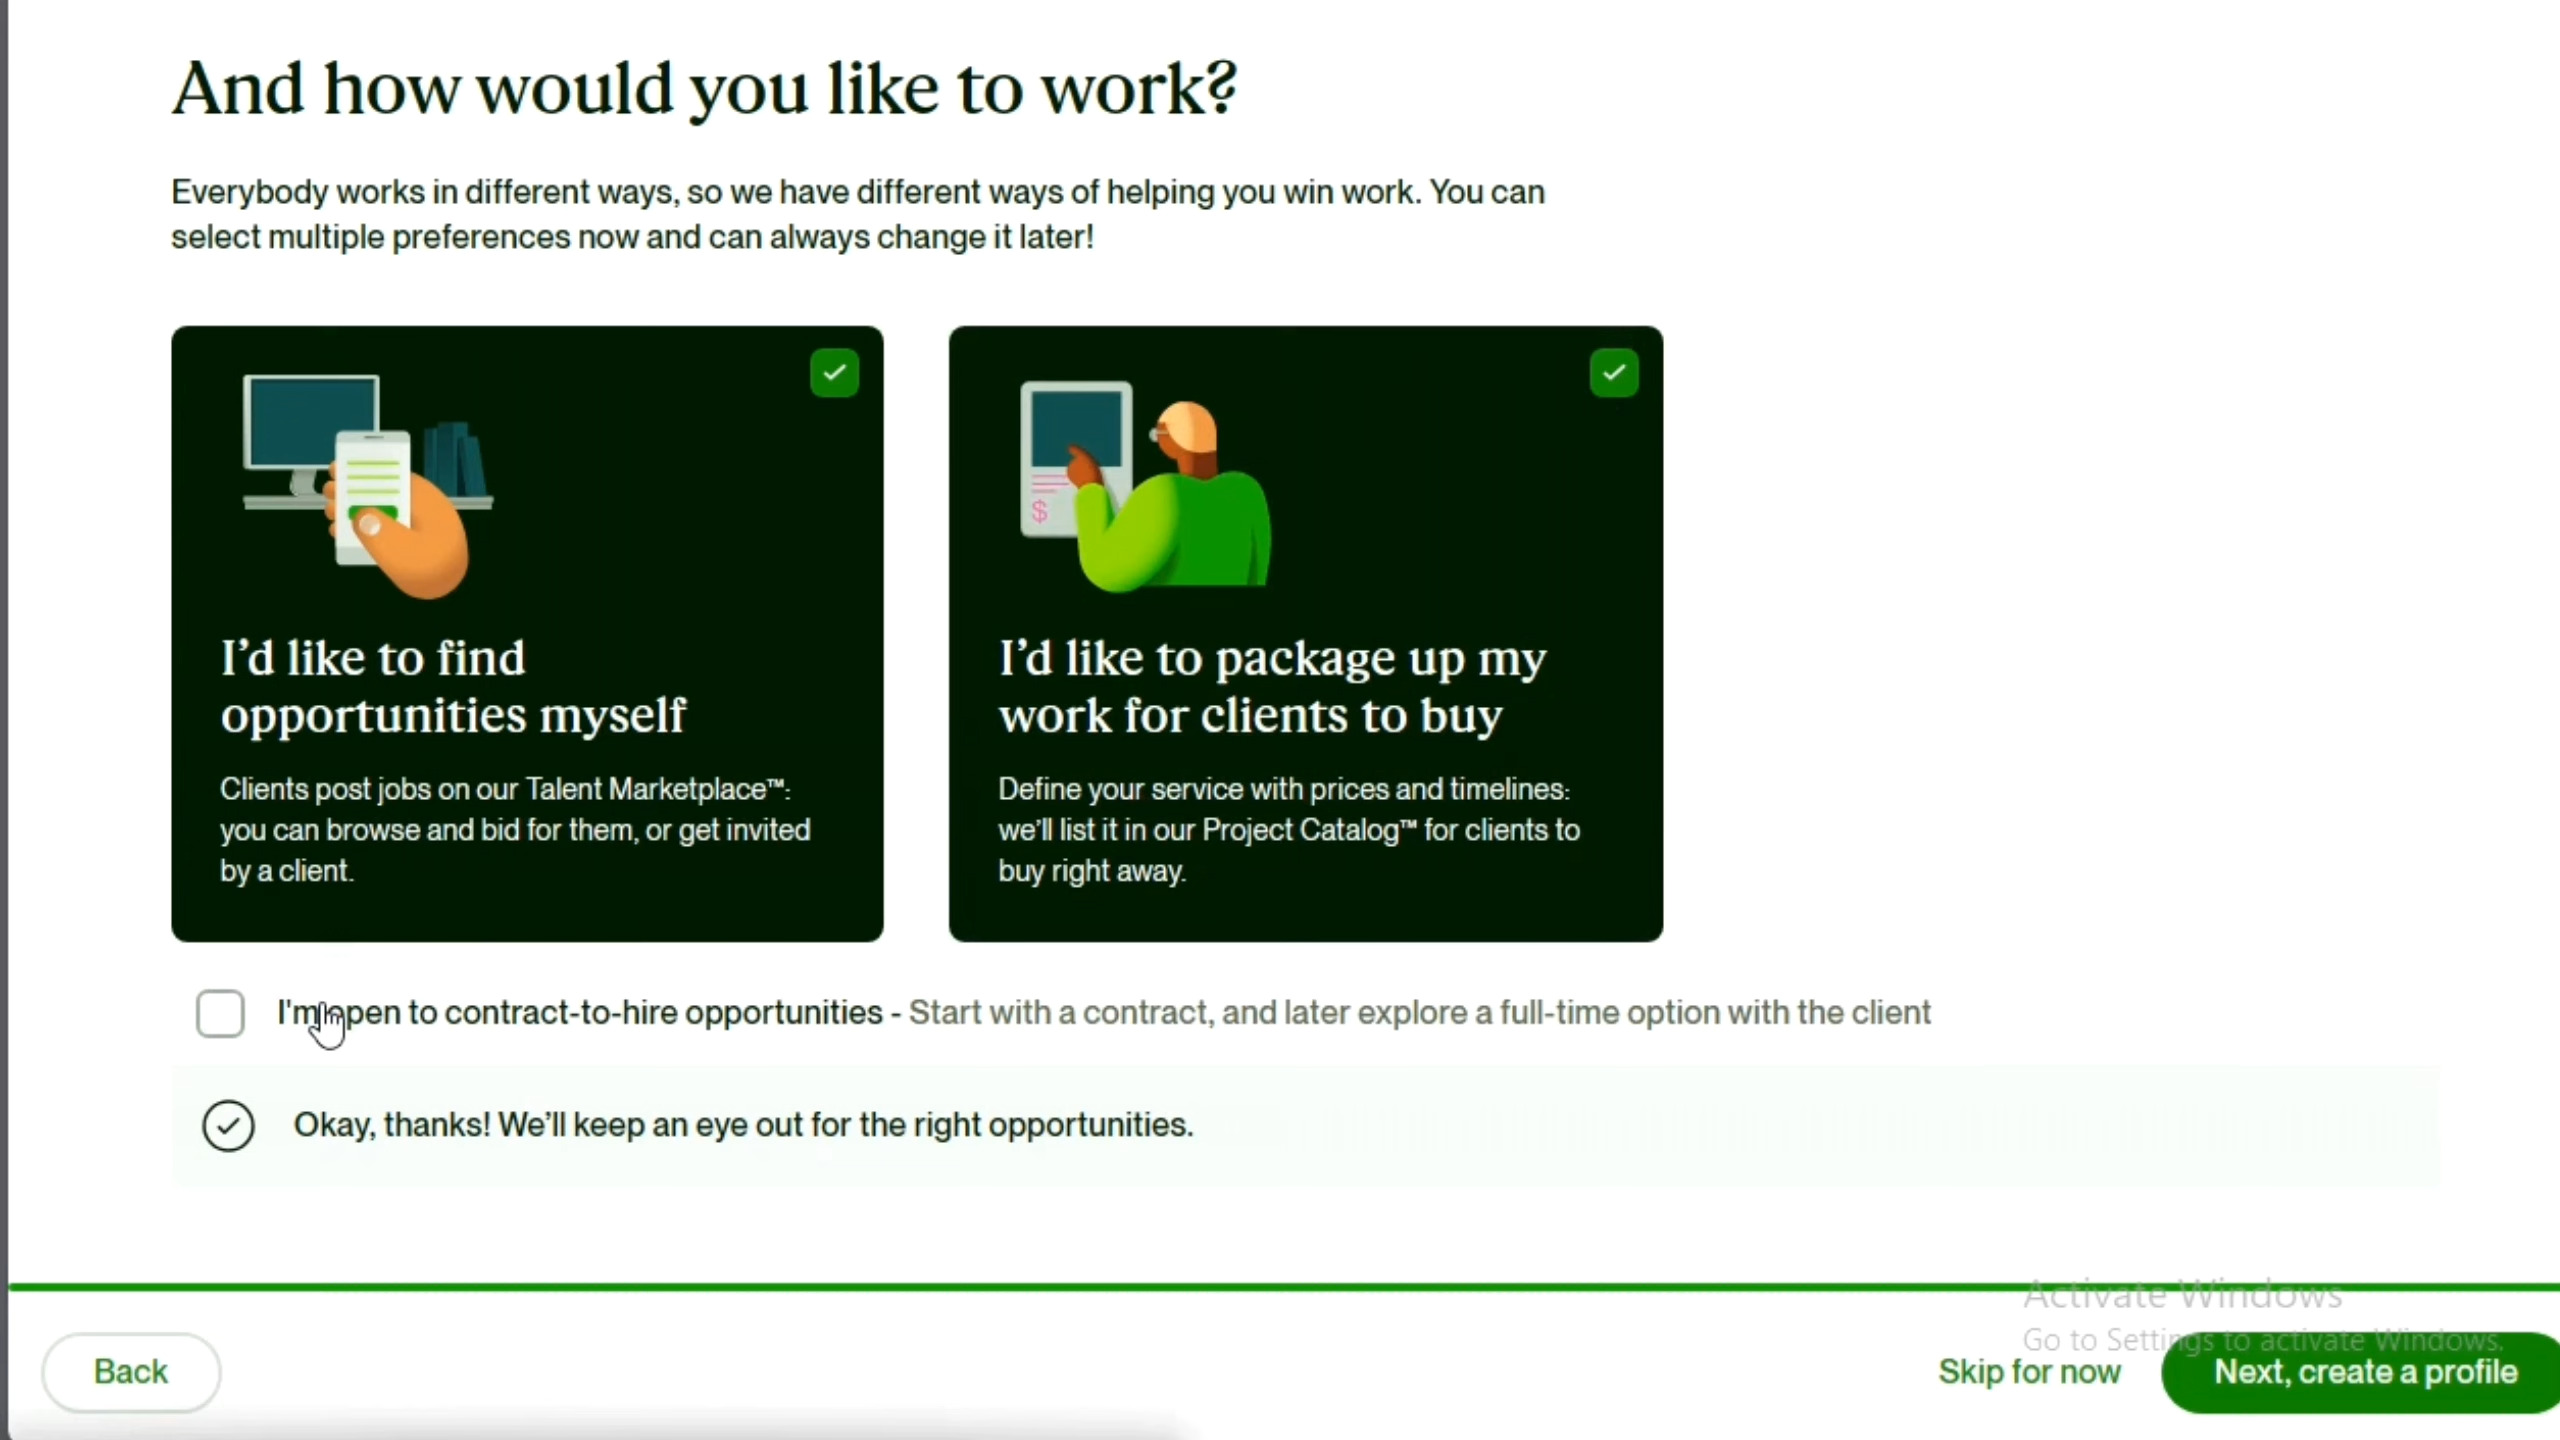 And how would you like to work?
Everybody works in different ways, so we have different ways of helping you win work. You can
select multiple preferences now and can always change it later!
$
I’d like to find
opportunities myself
Clients post jobs on our Talent Marketplace™:
you can browse and bid for them, or get invited
by a client.
I’d like to package up my
work for clients to buy
Define your service with prices and timelines:
we’ll list it in our Project Catalog™ for clients to
buy right away.
I'm open to contract-to-hire opportunities - Start with a contract, and later explore a full-time option with the client
Okay, thanks! We’ll keep an eye out for the right opportunities.
Activate Windows
Go to Settings to activate Windows.
Back
Skip for now
Next, create a profile